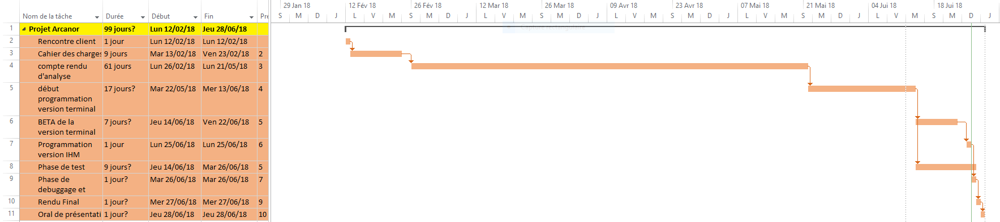 29 Jan 18 12 Fév 18 26 Fév 18 12 Mar 18 26 Mar 18 09 Avr 18 23 Avr 18 07 Mai 18 21 Mai 18 04 Jui 18 18 Jui 18
Nom de la tâche Durée Début Fin Pré S M D J L V M S M D J L V M S M D J L V M S M D J L V M S M D J
1 Projet Arcanor 99 jours? Lun 12/02/18 Jeu 28/06/18
Capture rectangulaire
2 Rencontre client 1 jour Lun 12/02/18 Lun 12/02/18
3 Cahier des charges 9 jours Mar 13/02/18 Ven 23/02/18 2
4 compte rendu 61 jours Lun 26/02/18 Lun 21/05/18 3
d'analyse
5 début 17 jours? Mar 22/05/18 Mer 13/06/18 4
programmation
version terminal
6 BETA de la 7 jours? Jeu 14/06/18 Ven 22/06/18 5
version terminal
7 Programmation 1 jour Lun 25/06/18 Lun 25/06/18 6
version IHM
8 Phase de test 9 jours? Jeu 14/06/18 Mar 26/06/18 5
9 Phase de 1 jour? Mar 26/06/18 Mar 26/06/18 7
debuggage et
10 Rendu Final 1 jour? Mer 27/06/18 Mer 27/06/18 9
11 Oral de présentati 1 jour? Jeu 28/06/18 Jeu 28/06/18 10